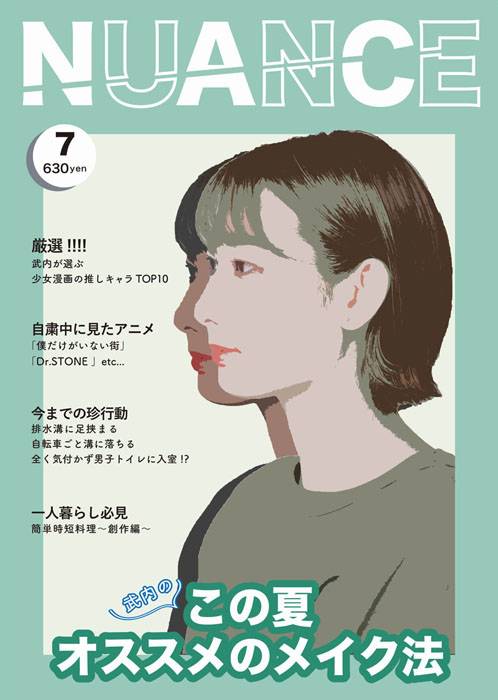 NUANCE
7
630yen
厳選!!!!
武内が選ぶ
少女漫画の推しキャラTOP10
自粛中に見たアニメ
「僕だけがいない街」
「Dr.STONE 」etc...
今までの珍行動
排水溝に足挟まる
自転車ごと溝に落ちる
全く気付かず男子トイレに入室!?
一人暮らし必見
簡単時短料理～創作編～
武内の
この夏
オススメのメイク法